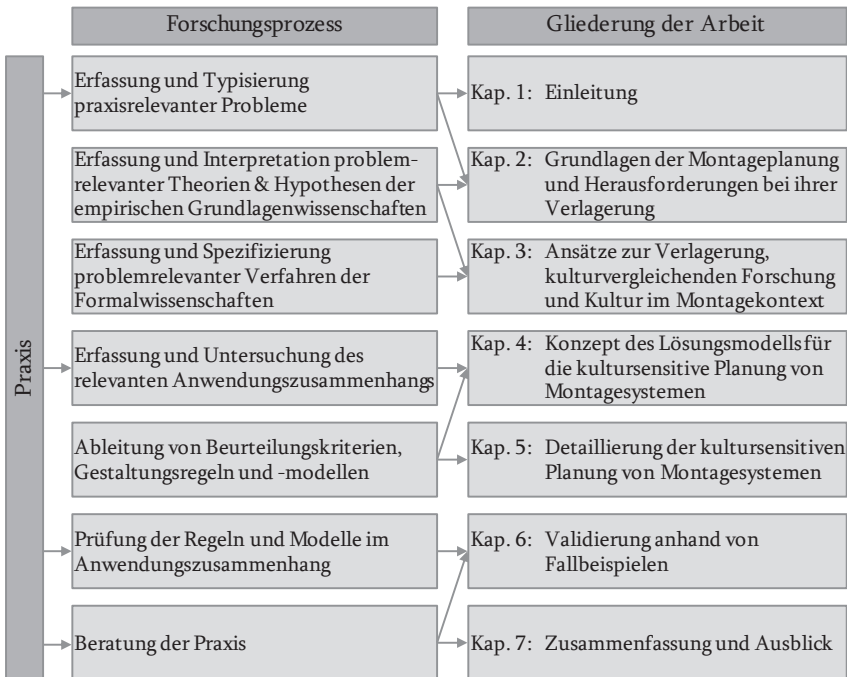 Forschungsprozess
Gliederung der Arbeit
Praxis
Erfassung und Typisierung
praxisrelevanter Probleme
Kap. 1: Einleitung
Erfassung und Interpretation problem-
relevanter Theorien & Hypothesen der
empirischen Grundlagenwissenschaften
Kap. 2: Grundlagen der Montageplanung
und Herausforderungen bei ihrer
Verlagerung
Erfassung und Spezifizierung
problemrelevanter Verfahren der
Formalwissenschaften
Kap. 3: Ansätze zur Verlagerung,
kulturvergleichenden Forschung
und Kultur im Montagekontext
Erfassung und Untersuchung des
relevanten Anwendungszusammenhangs
Kap. 4: Konzept des Lösungsmodells für
die kultursensitive Planung von
Montagesystemen
Ableitung von Beurteilungskriterien,
Gestaltungsregeln und -modellen
Kap. 5: Detaillierung der kultursensitiven
Planung von Montagesystemen
Prüfung der Regeln und Modelle im
Anwendungszusammenhang
Kap. 6: Validierung anhand von
Fallbeispielen
Beratung der Praxis
Kap. 7: Zusammenfassung und Ausblick